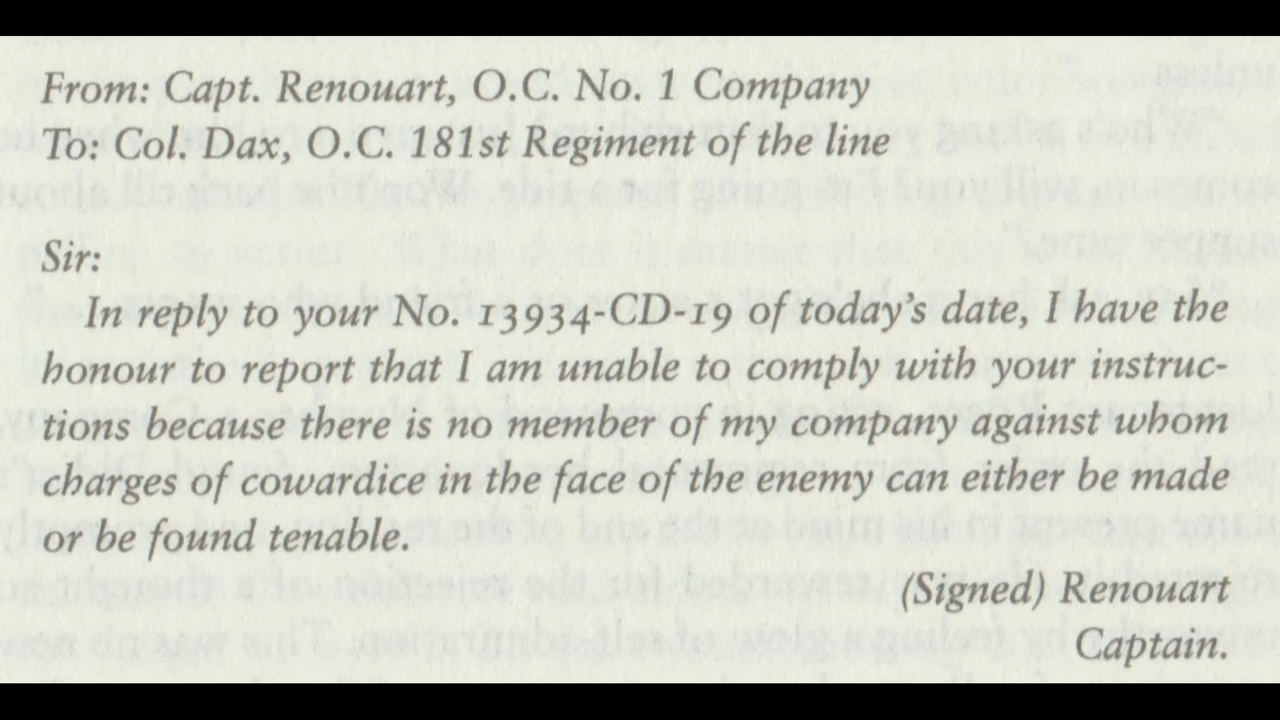 From: Capt. Renouart, O.C. No. 1 Company
To: Col. Dax, O.C. 181st Regiment of the line
Sir:
In reply to your No. 13934-CD-19 of today's date, I have the
honour to report that I am unable to comply with your instruc-
tions because there is no member of my company against whom
charges of cowardice in the face of the enemy can either be made
or be found tenable.
(Signed) Renouart
Captain.